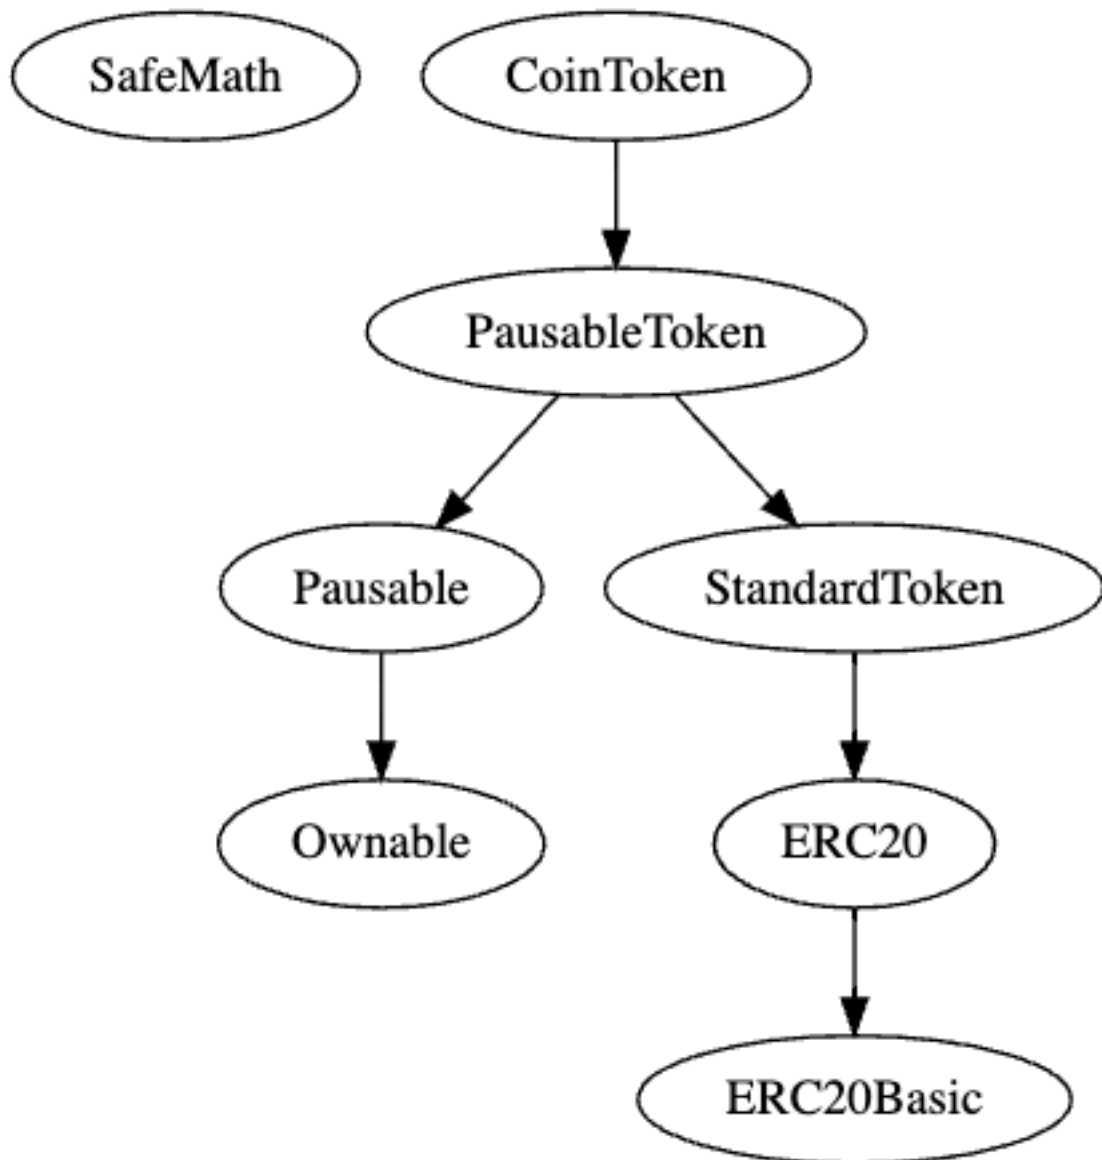 SafeMath
CoinToken
PausableToken
Pausable
StandardToken
Ownable
ERC20
ERC20Basic